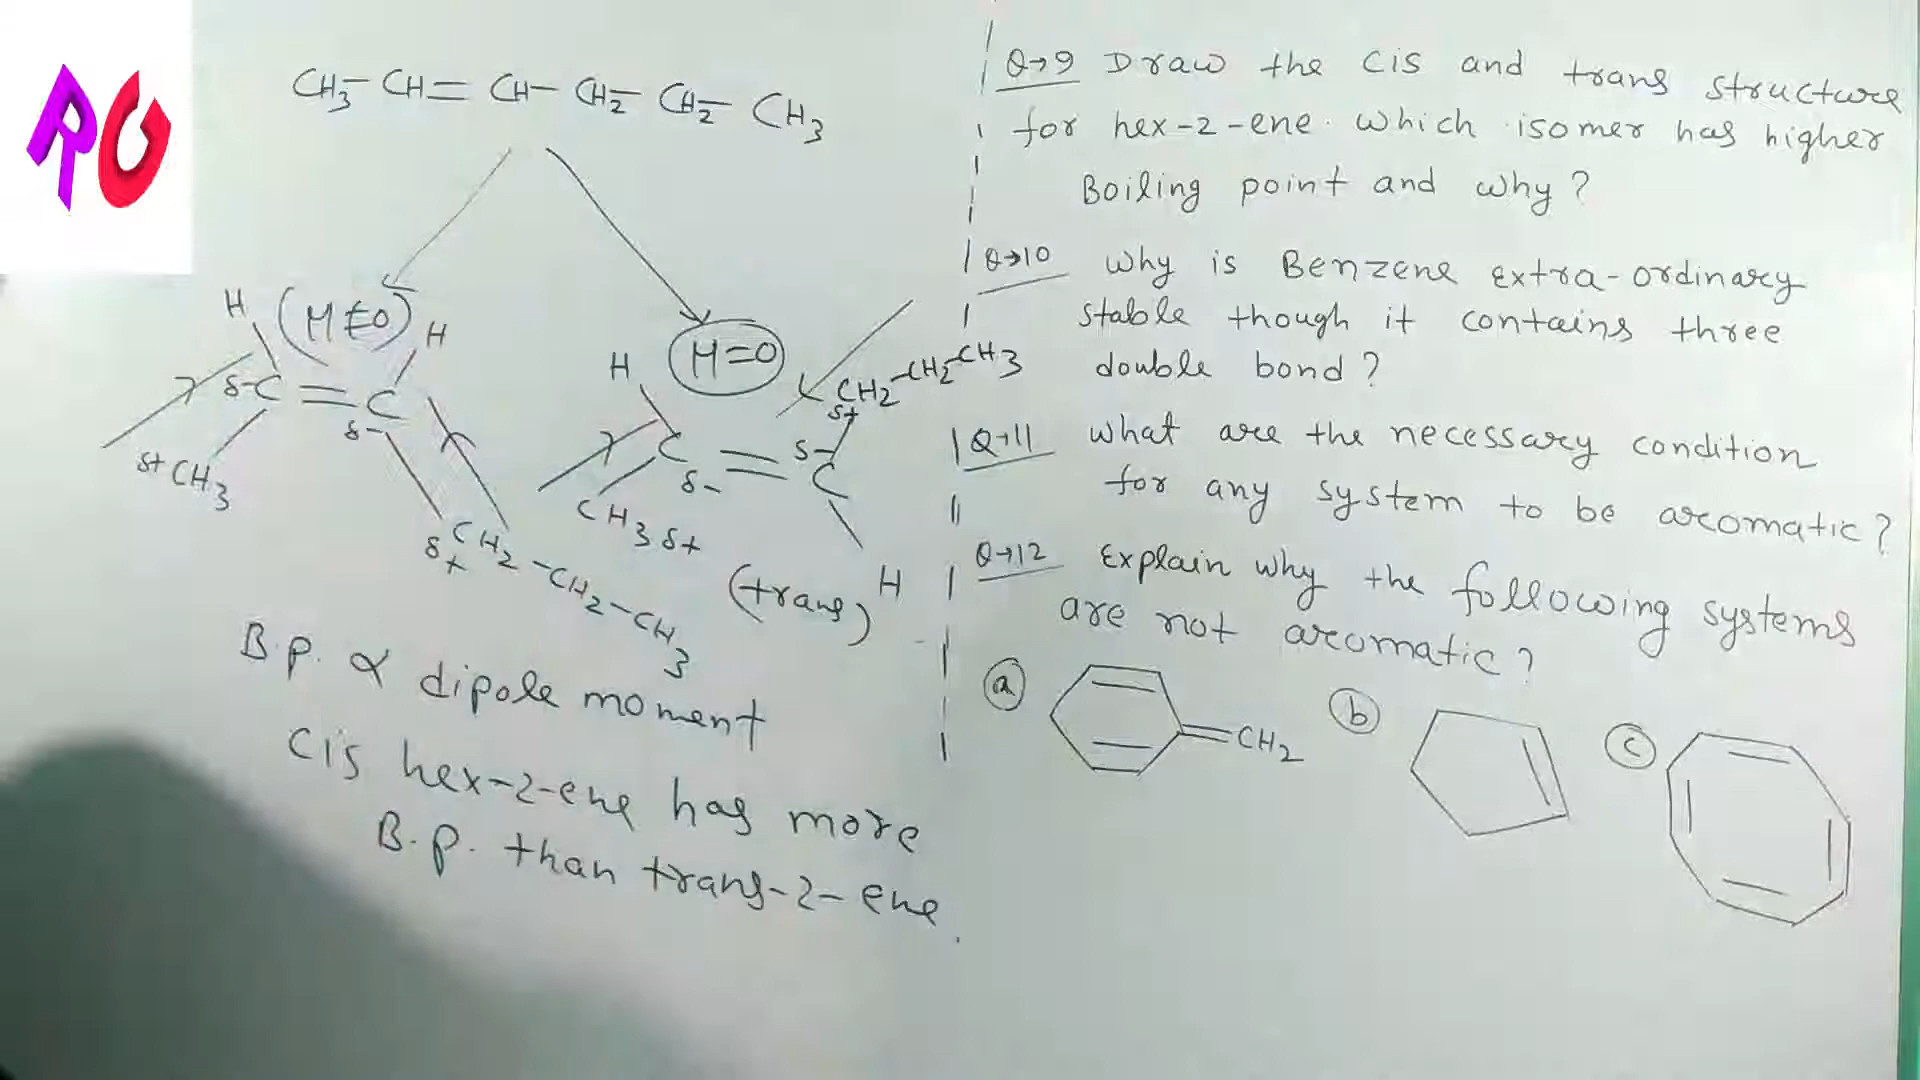 RG
CH3-CH=CH-CH2-CH2-CH3
(M≠0)
H H
δ-C=C
δ-
δ+CH3
δ+
CH2-CH2-CH3
M=0
H CH2-CH2-CH3
δ+
C=C
δ- δ-
CH3 δ+
H
(trans)
B.P. ∝ dipole moment
Cis hex-2-ene has more
B.P. than trans-2-ene.
Q→9 Draw the cis and trans structure
for hex-2-ene. Which isomer has higher
Boiling point and why?
Q→10 Why is Benzene extra-ordinary
stable though it contains three
double bond?
Q→11 What are the necessary condition
for any system to be aromatic?
Q→12 Explain why the following systems
are not aromatic?
a =CH2 b c